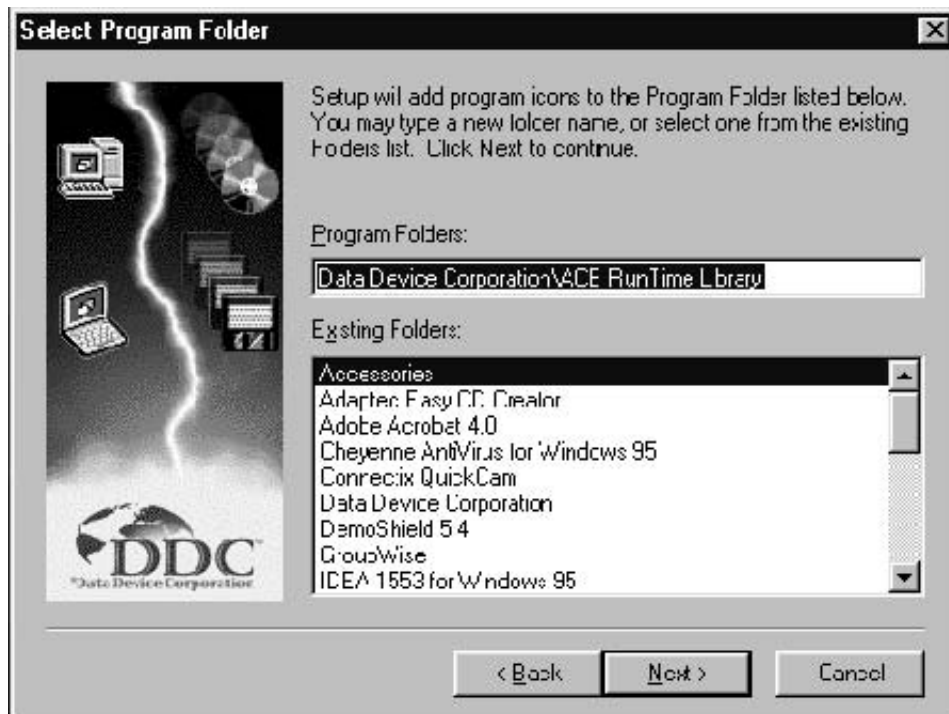 Select Program Folder
Setup will add program icons to the Program Folder listed below.
You may type a new folder name, or select one from the existing
Folders list. Click Next to continue.
Program Folders:
Data Device Corporation\ACE RunTime Library
Existing Folders:
Accessories
Adaptec Easy CD Creator
Adobe Acrobat 4.0
Cheyenne AntiVirus for Windows 95
Connectix QuickCam
Data Device Corporation
DemoShield 5.4
GroupWise
IDEA 1553 for Windows 95
DDC
Data Device Corporation
< Back
Next >
Cancel